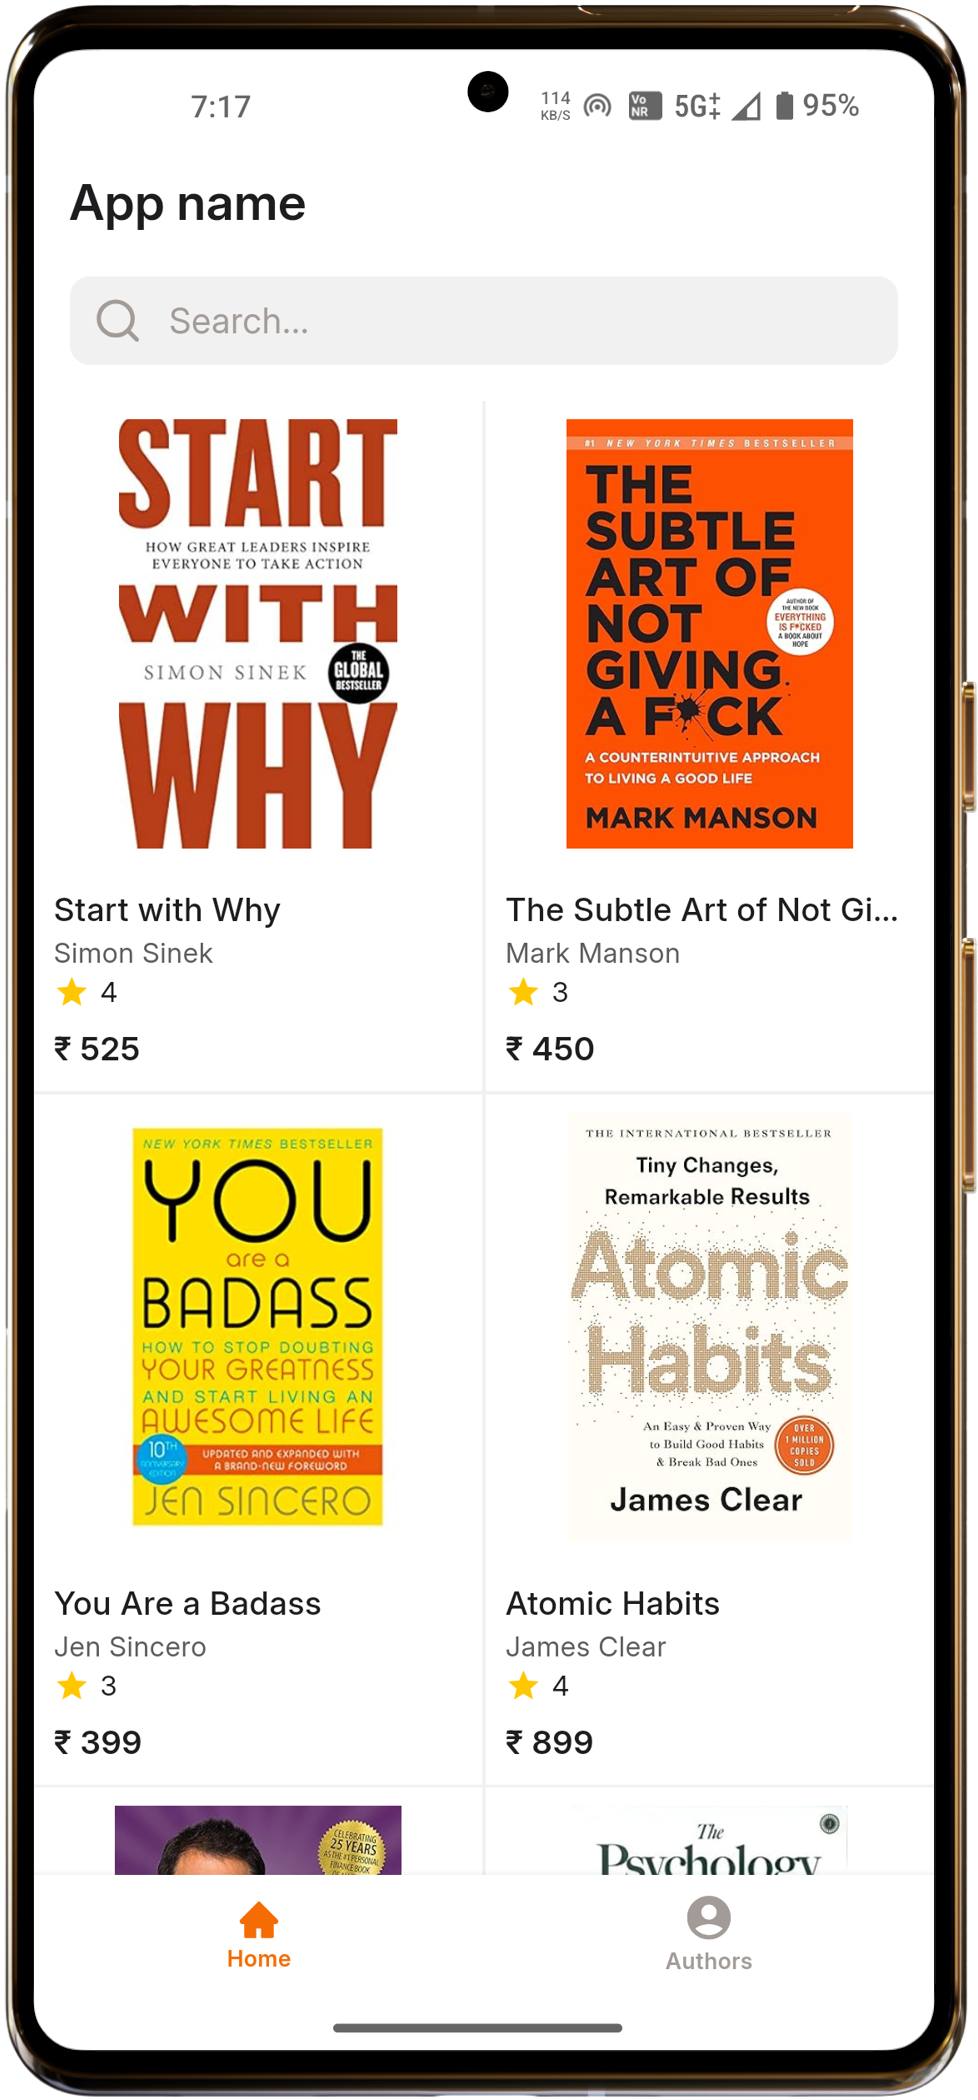 7:17
114
KB/S
Vo
NR
5G‡
95%
App name
Search...
START
HOW GREAT LEADERS INSPIRE
EVERYONE TO TAKE ACTION
WITH
SIMON SINEK
THE
GLOBAL
BESTSELLER
WHY
#1 NEW YORK TIMES BESTSELLER
THE
SUBTLE
ART OF
NOT
GIVING
A F*CK
AUTHOR OF
THE NEW BOOK
EVERYTHING
IS F*CKED
A BOOK ABOUT
HOPE
A COUNTERINTUITIVE APPROACH
TO LIVING A GOOD LIFE
MARK MANSON
Start with Why
Simon Sinek
4
₹ 525
The Subtle Art of Not Gi...
Mark Manson
3
₹ 450
NEW YORK TIMES BESTSELLER
YOU
are a
BADASS
HOW TO STOP DOUBTING
YOUR GREATNESS
AND START LIVING AN
AWESOME LIFE
10TH
ANNIVERSARY
EDITION
UPDATED AND EXPANDED WITH
A BRAND-NEW FOREWORD
JEN SINCERO
THE INTERNATIONAL BESTSELLER
Tiny Changes,
Remarkable Results
Atomic
Habits
An Easy & Proven Way
to Build Good Habits
& Break Bad Ones
OVER
1 MILLION
COPIES
SOLD
James Clear
You Are a Badass
Jen Sincero
3
₹ 399
Atomic Habits
James Clear
4
₹ 899
CELEBRATING
25 YEARS
AS THE #1 PERSONAL
FINANCE BOOK
The
Psychology
Home
Authors